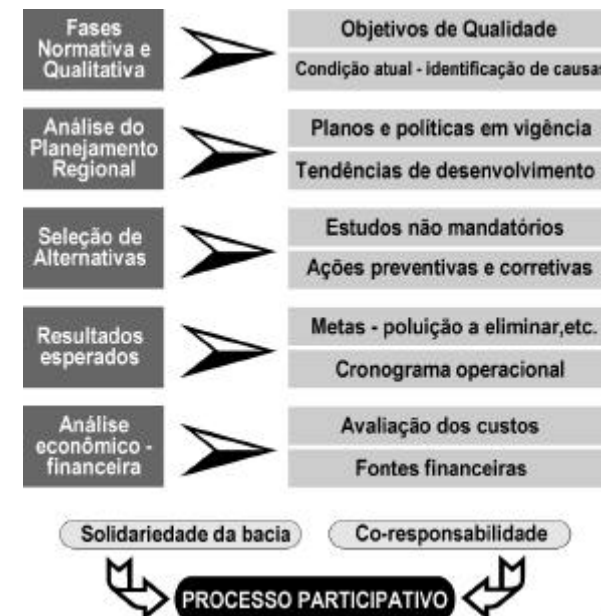 Fases
Normativa e
Qualitativa
Objetivos de Qualidade
Condição atual - identificação de causas
Análise do
Planejamento
Regional
Planos e políticas em vigência
Tendências de desenvolvimento
Seleção de
Alternativas
Estudos não mandatórios
Ações preventivas e corretivas
Resultados
esperados
Metas - poluição a eliminar,etc.
Cronograma operacional
Análise
econômico -
financeira
Avaliação dos custos
Fontes financeiras
Solidariedade da bacia
Co-responsabilidade
PROCESSO PARTICIPATIVO